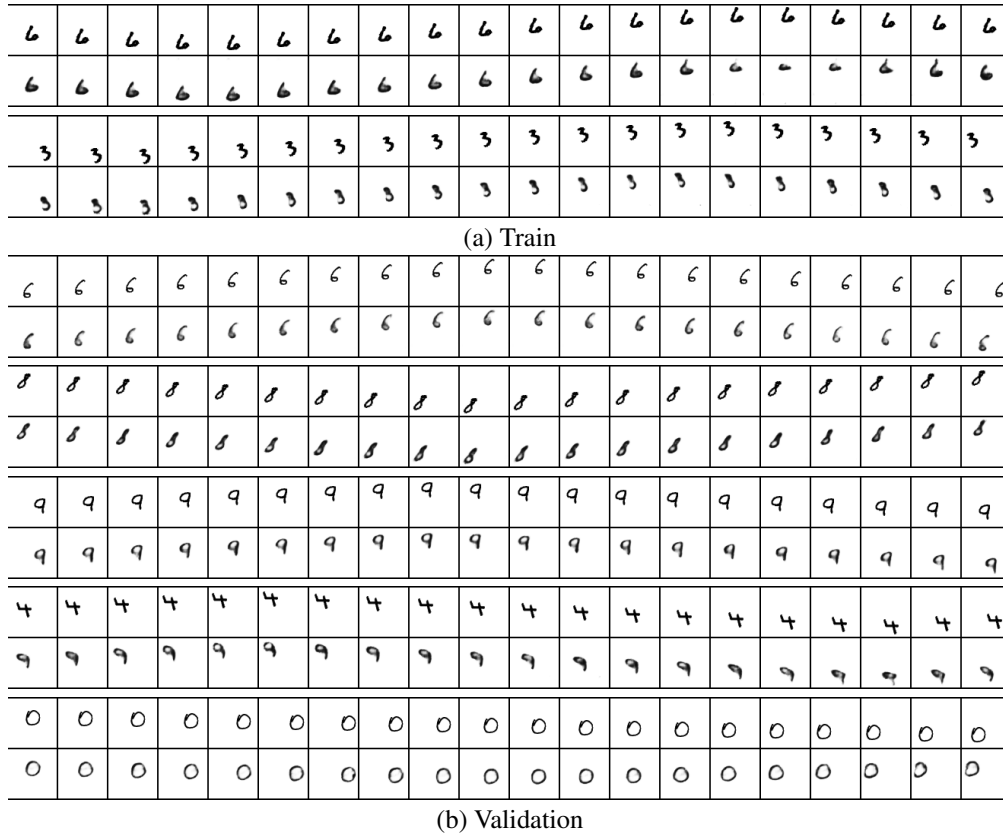 6 6 6 6 6 6 6 6 6 6 6 6 6 6 6 6 6 6 6 6
6 6 6 6 6 6 6 6 6 6 6 6 6 6 6 6 6
3 3 3 3 3 3 3 3 3 3 3 3 3 3 3 3 3 3 3 3
3 3 3 3 3 3 3 3 3 3 3 3 3 3 3 3 3 3 3 3
(a) Train
6 6 6 6 6 6 6 6 6 6 6 6 6 6 6 6 6 6 6 6
6 6 6 6 6 6 6 6 6 6 6 6 6 6 6 6 6 6 6 6
8 8 8 8 8 8 8 8 8 8 8 8 8 8 8 8 8 8 8 8
8 8 8 8 8 8 8 8 8 8 8 8 8 8 8 8 8 8 8 8
9 9 9 9 9 9 9 9 9 9 9 9 9 9 9 9 9 9 9 9
9 9 9 9 9 9 9 9 9 9 9 9 9 9 9 9 9 9 9 9
4 4 4 4 4 4 4 4 4 4 4 4 4 4 4 4 4 4 4 4
9 9 9 9 9 9 9 9 9 9 9 9 9 9 9 9 9 9 9 9
0 0 0 0 0 0 0 0 0 0 0 0 0 0 0 0 0 0 0 0
0 0 0 0 0 0 0 0 0 0 0 0 0 0 0 0 0 0 0 0
(b) Validation